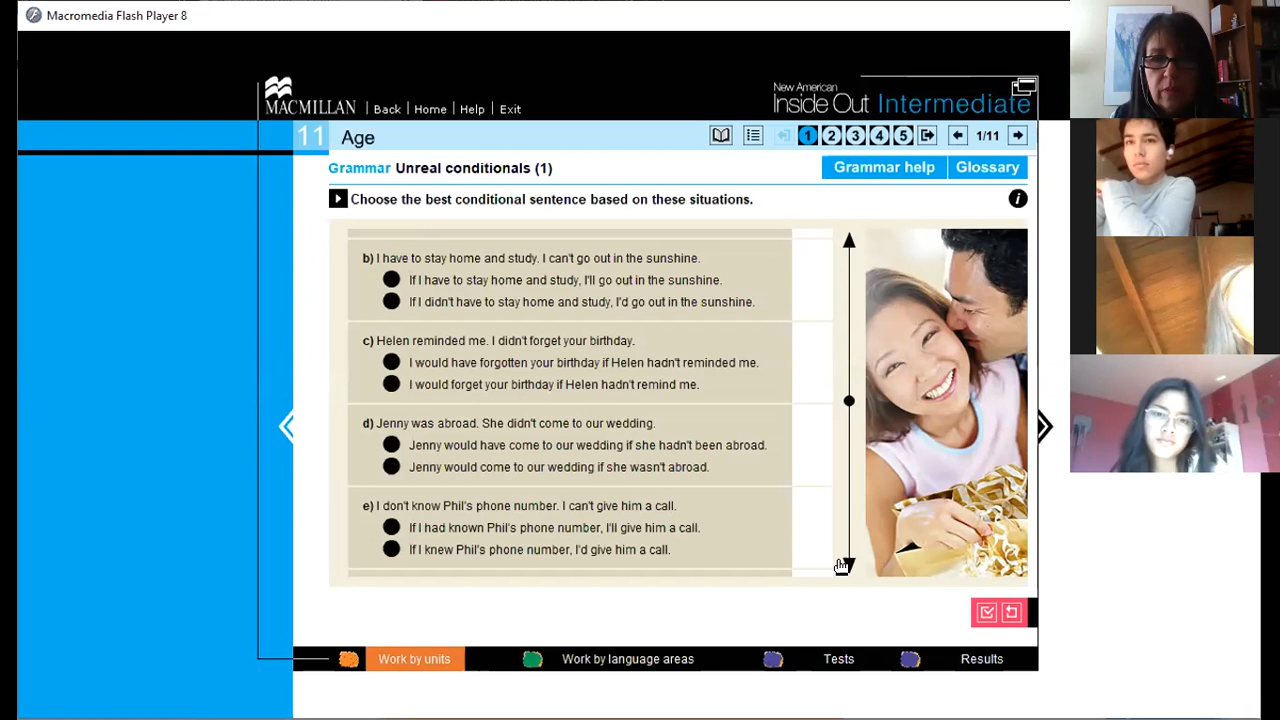 Macromedia Flash Player 8
MACMILLAN | Back | Home | Help | Exit
New American
Inside Out Intermediate
11 Age
1 2 3 4 5 1/11
Grammar Unreal conditionals (1)
Grammar help Glossary
Choose the best conditional sentence based on these situations.
i
b) I have to stay home and study. I can't go out in the sunshine.
If I have to stay home and study, I'll go out in the sunshine.
If I didn't have to stay home and study, I'd go out in the sunshine.
c) Helen reminded me. I didn't forget your birthday.
I would have forgotten your birthday if Helen hadn't reminded me.
I would forget your birthday if Helen hadn't remind me.
d) Jenny was abroad. She didn't come to our wedding.
Jenny would have come to our wedding if she hadn't been abroad.
Jenny would come to our wedding if she wasn't abroad.
e) I don't know Phil's phone number. I can't give him a call.
If I had known Phil's phone number, I'll give him a call.
If I knew Phil's phone number, I'd give him a call.
Work by units Work by language areas Tests Results